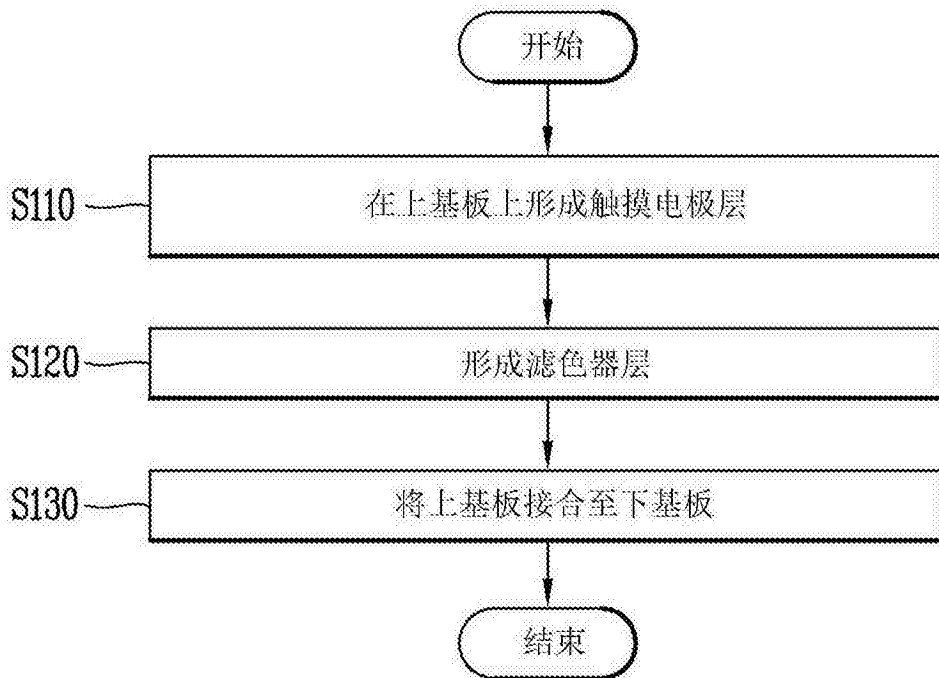 开始
S110
在上基板上形成触摸电极层
S120
形成滤色器层
S130
将上基板接合至下基板
结束